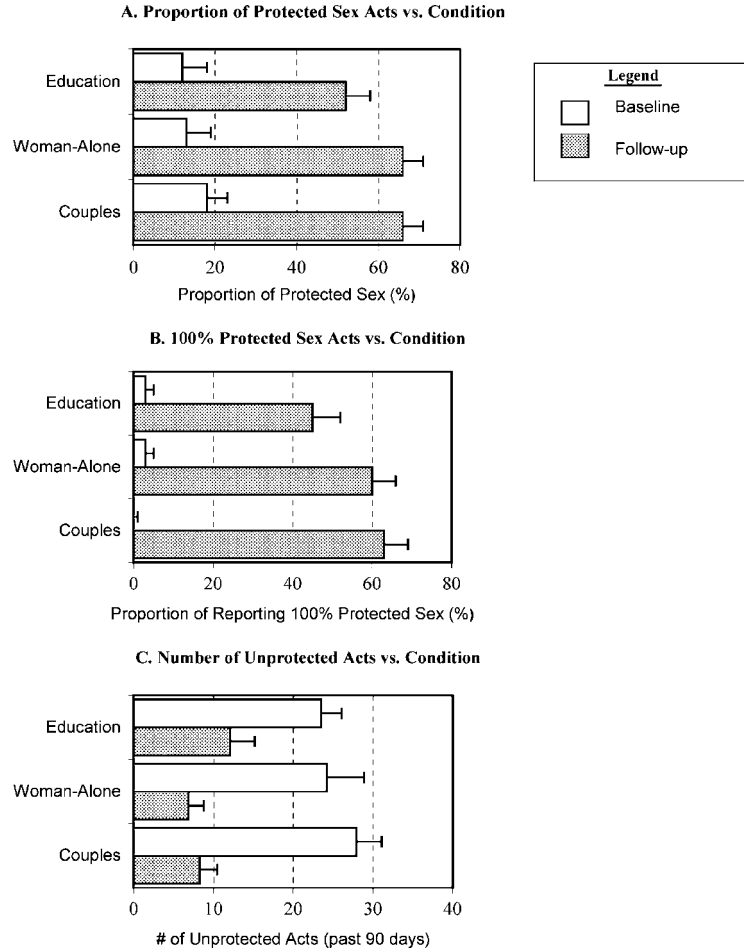 A. Proportion of Protected Sex Acts vs. Condition
Education
Woman-Alone
Couples
0 20 40 60 80
Proportion of Protected Sex (%)
Legend
Baseline
Follow-up
B. 100% Protected Sex Acts vs. Condition
Education
Woman-Alone
Couples
0 20 40 60 80
Proportion of Reporting 100% Protected Sex (%)
C. Number of Unprotected Acts vs. Condition
Education
Woman-Alone
Couples
0 10 20 30 40
# of Unprotected Acts (past 90 days)